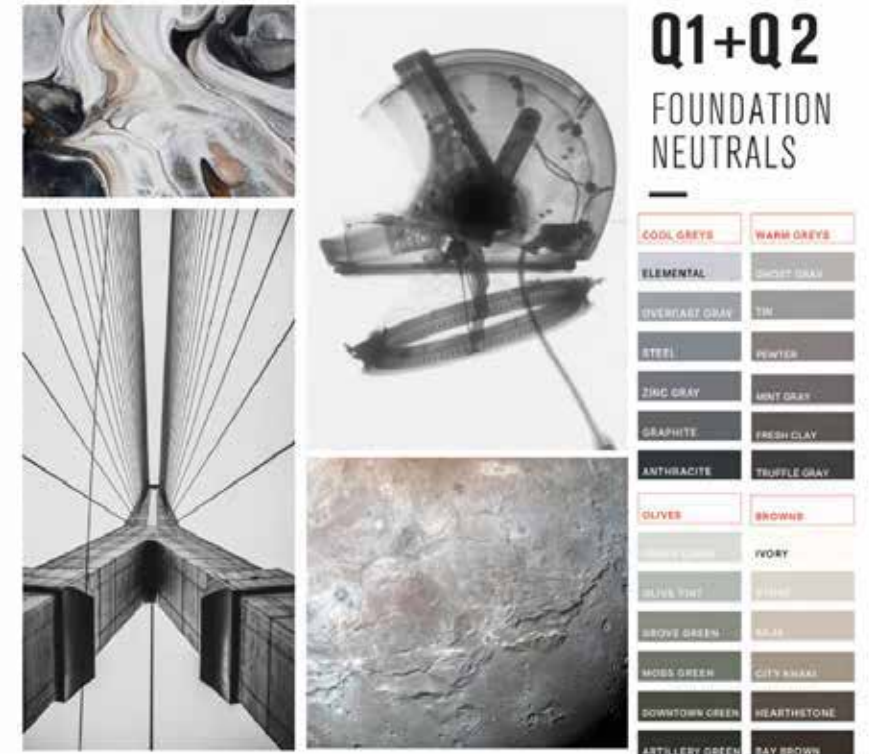 Q1+Q2
FOUNDATION
NEUTRALS
COOL GREYS
ELEMENTAL
OVERCAST GRAY
STEEL
ZINC GRAY
GRAPHITE
ANTHRACITE
WARM GREYS
GHOST GRAY
TIN
PEWTER
MINT GRAY
FRESH CLAY
TRUFFLE GRAY
OLIVES
OLIVE TINT
GROVE GREEN
MOSS GREEN
DOWNTOWN GREEN
ARTILLERY GREEN
BROWNS
IVORY
STONE
CITY KHAKI
HEARTHSTONE
BAY BROWN